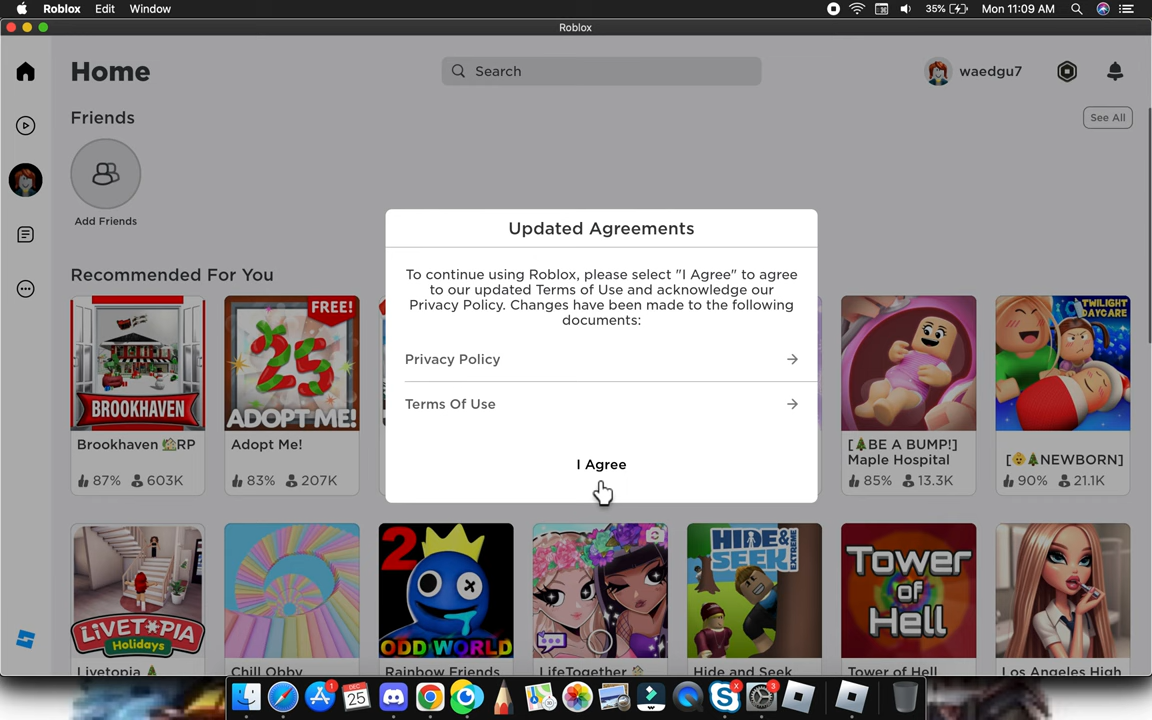 Roblox Edit Window 35% Mon 11:09 AM
Roblox
Home
Search
waedgu7
Friends
See All
Add Friends
Updated Agreements
To continue using Roblox, please select "I Agree" to agree
to our updated Terms of Use and acknowledge our
Privacy Policy. Changes have been made to the following
documents:
Privacy Policy
Terms Of Use
I Agree
Recommended For You
BROOKHAVEN
FREE!
25
ADOPT ME!
TWILIGHT
DAYCARE
Brookhaven RP
87% 603K
Adopt Me!
83% 207K
[BE A BUMP!]
Maple Hospital
85% 13.3K
[NEWBORN]
90% 21.1K
LIVETOPIA
Holidays
2
ODD WORLD
HIDE &
SEEK
EXTREME
TOWER
OF
HELL
Livetopia
Chill Obby
Rainbow Friends
LifeTogether
Hide and Seek
Tower of Hell
Los Angeles High
1
DEC
25
X
3